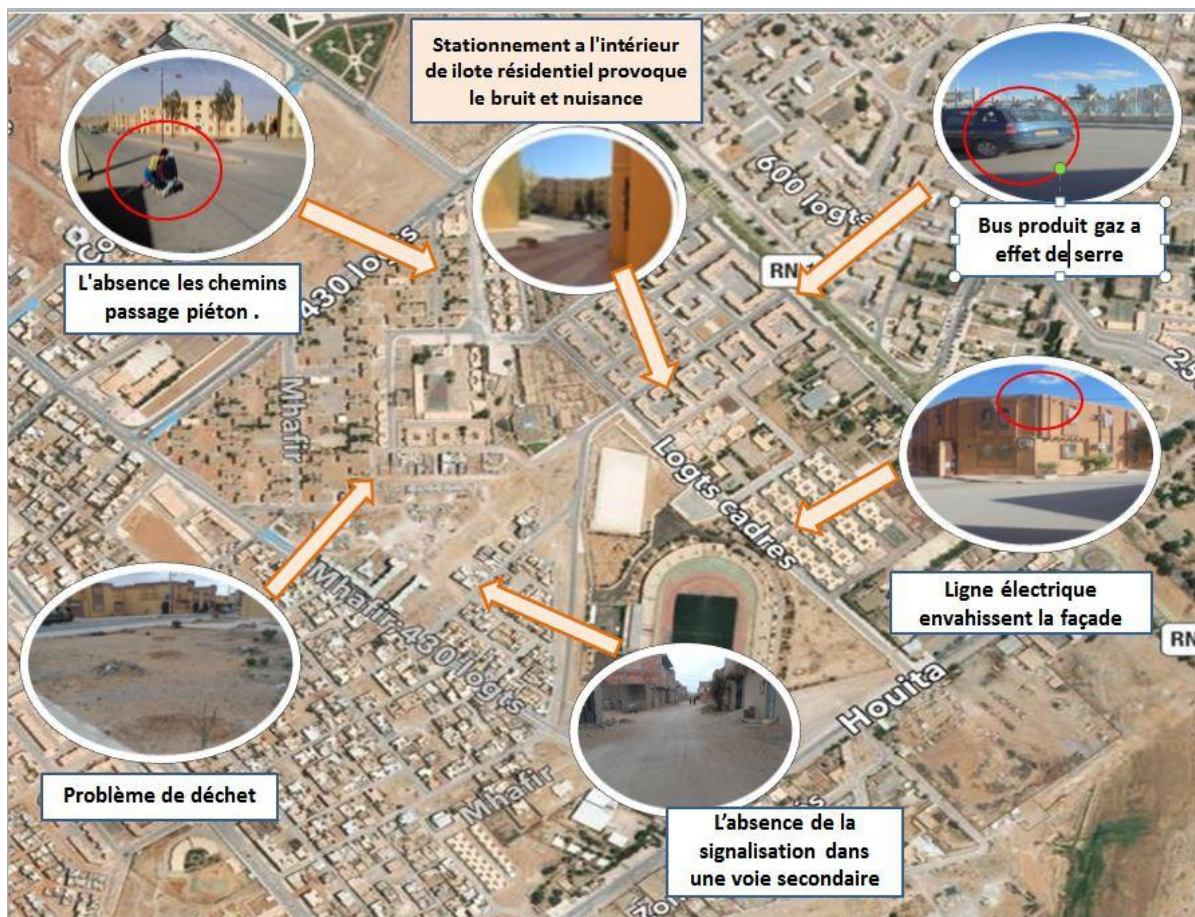 Stationnement a l'intérieur
de ilote résidentiel provoque
le bruit et nuisance
600 logts
Bus produit gaz a
effet de serre
RN
L'absence les chemins
passage piéton .
430 logts
Mhafir
Logts cadres
Ligne électrique
envahissent la façade
Mhafir 430 logts
RN
Houita
Problème de déchet
Mhafir
L'absence de la
signalisation dans
une voie secondaire